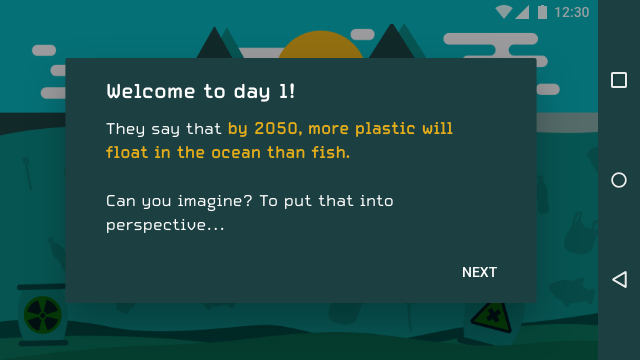 12:30
Welcome to day 1!
They say that by 2050, more plastic will
float in the ocean than fish.
Can you imagine? To put that into
perspective...
NEXT